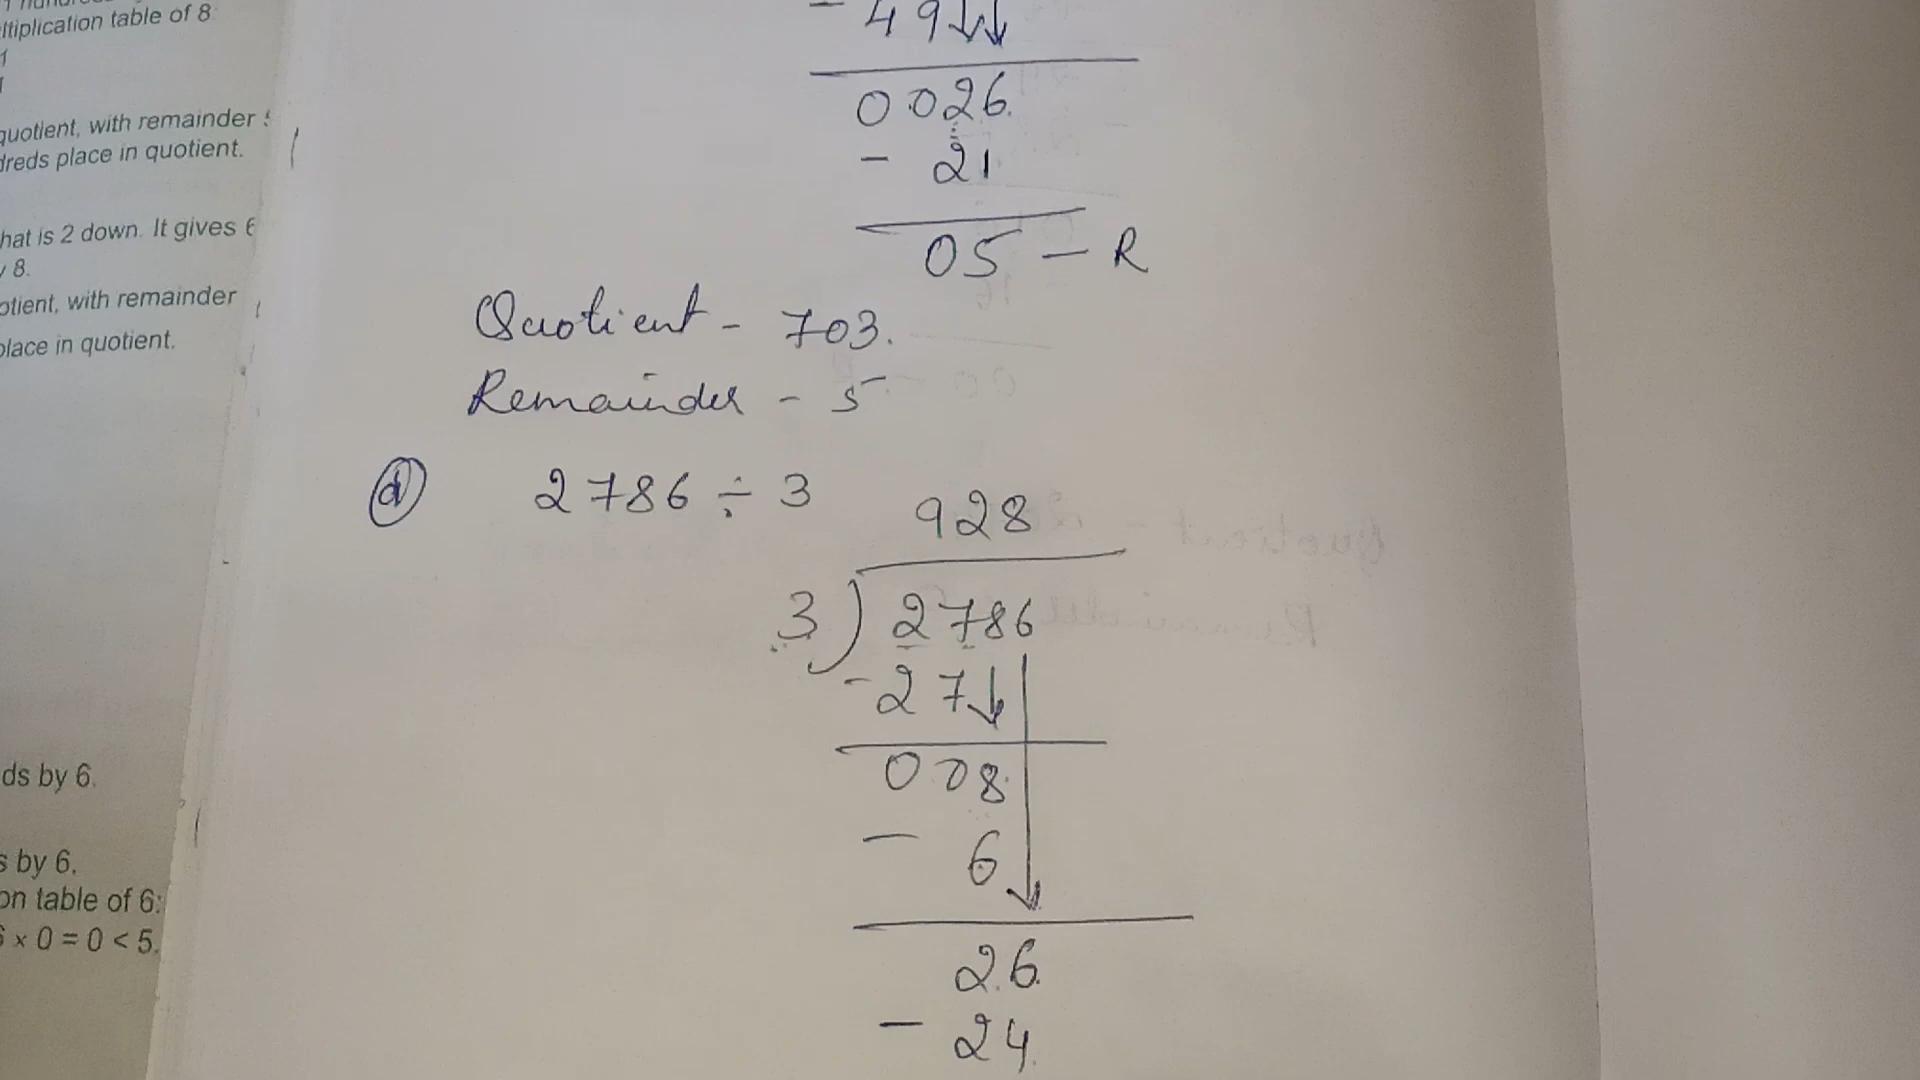 ltiplication table of 8
1
quotient, with remainder
dreds place in quotient.
hat is 2 down. It gives 6
y 8.
otient, with remainder
place in quotient.
ds by 6.
s by 6.
on table of 6:
6 × 0 = 0 < 5.
- 49
0026
- 21
05 - R
Quotient - 703.
Remainder - 5
(d) 2786 ÷ 3
928
3 ) 2786
- 27
008
- 6
26
- 24